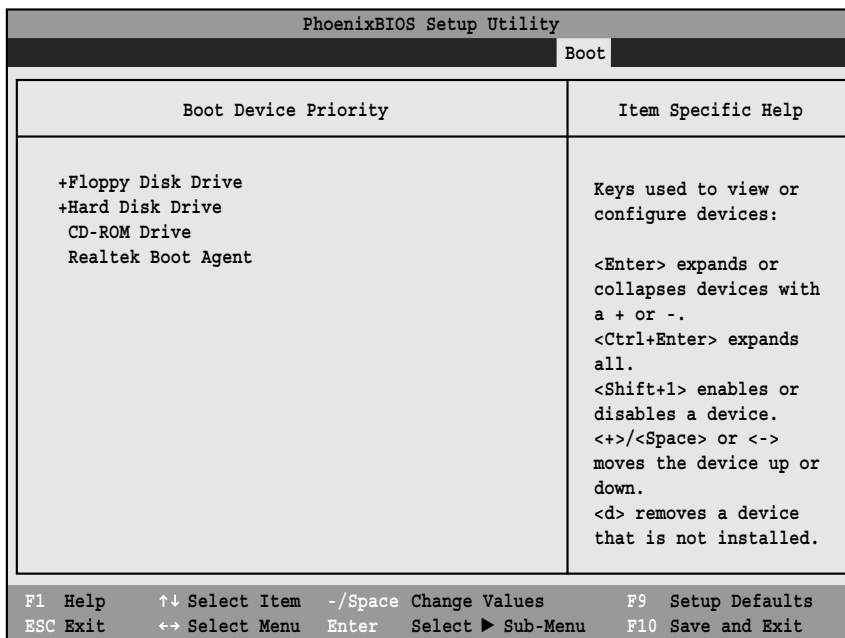 PhoenixBIOS Setup Utility
Boot
Boot Device Priority
+Floppy Disk Drive
+Hard Disk Drive
CD-ROM Drive
Realtek Boot Agent
Item Specific Help
Keys used to view or
configure devices:
<Enter> expands or
collapses devices with
a + or -.
<Ctrl+Enter> expands
all.
<Shift+1> enables or
disables a device.
<+>/<Space> or <->
moves the device up or
down.
<d> removes a device
that is not installed.
F1 Help ↑↓ Select Item -/Space Change Values F9 Setup Defaults
ESC Exit ←→ Select Menu Enter Select ▶ Sub-Menu F10 Save and Exit